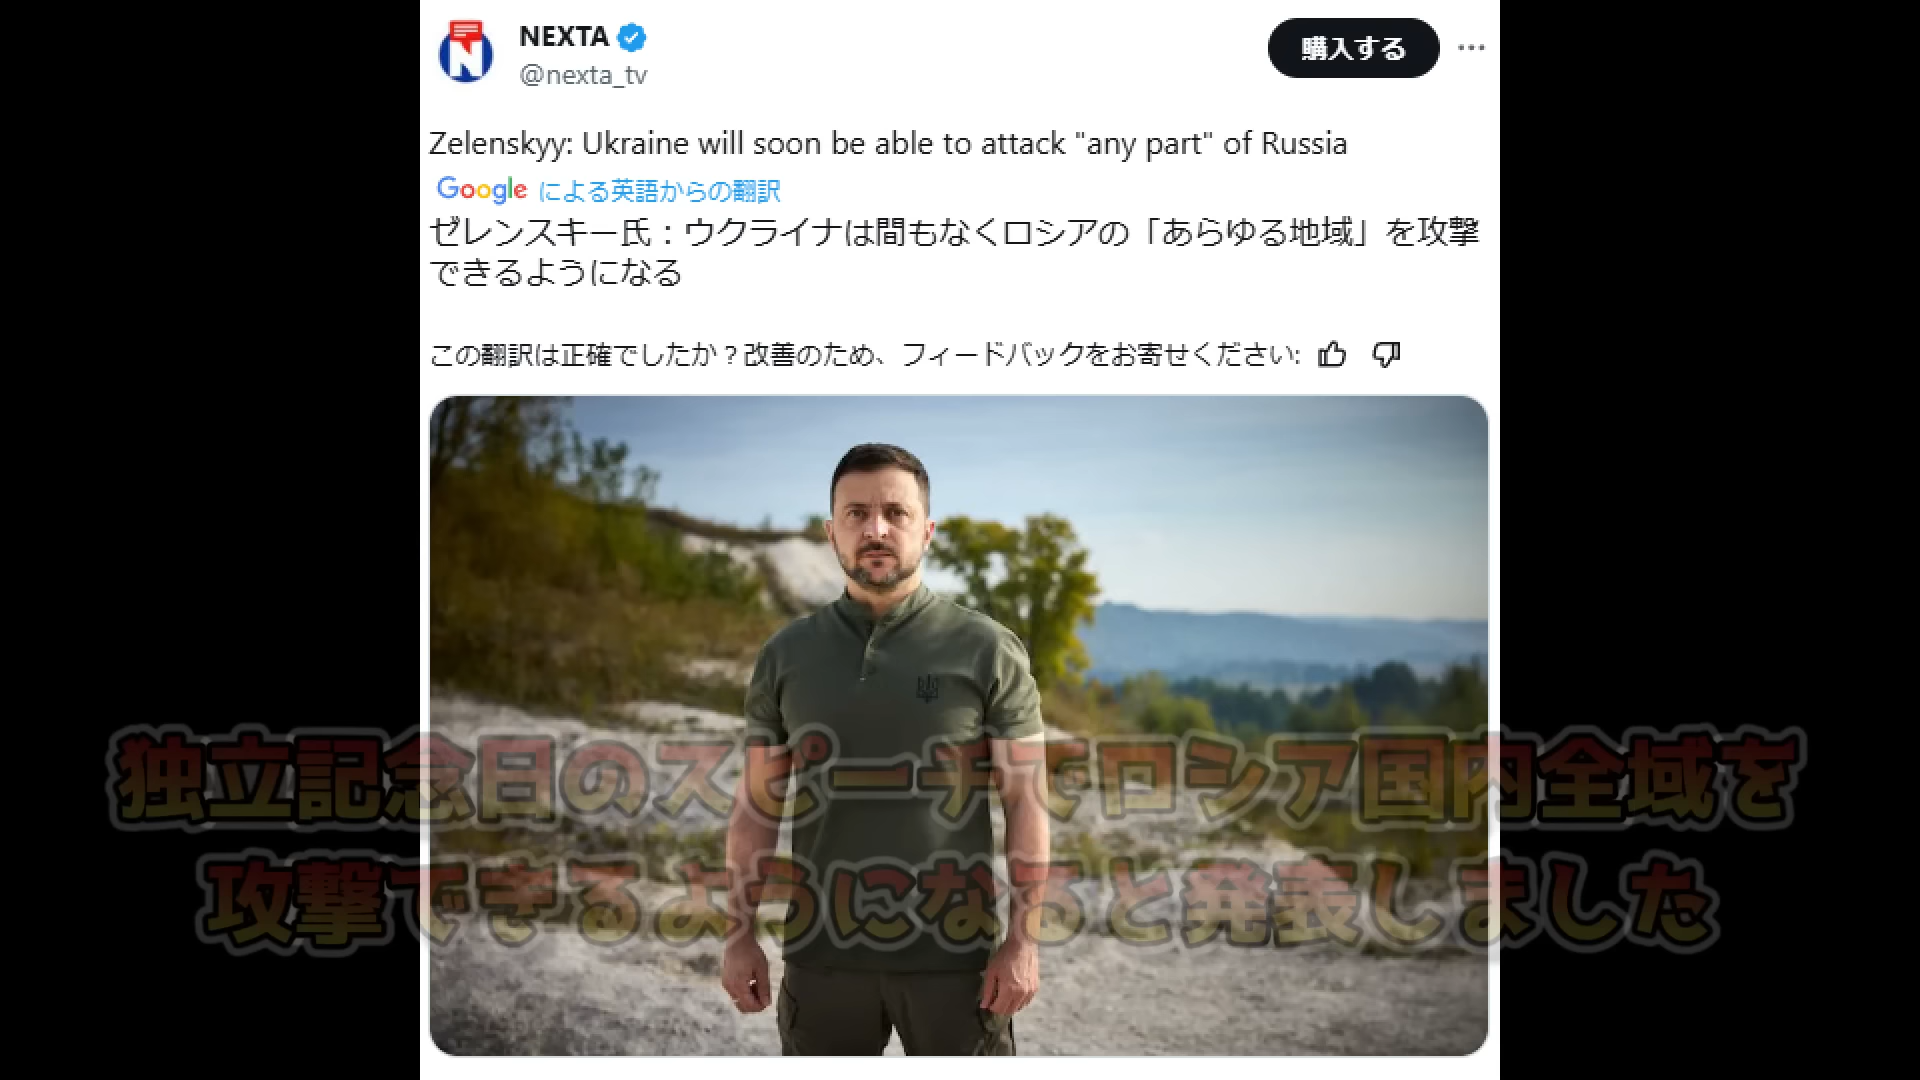 NEXTA
購入する
@nexta_tv
Zelenskyy: Ukraine will soon be able to attack "any part" of Russia
Google による英語からの翻訳
ゼレンスキー氏：ウクライナは間もなくロシアの「あらゆる地域」を攻撃
できるようになる
この翻訳は正確でしたか？改善のため、フィードバックをお寄せください:
独立記念日のスピーチでロシア国内全域を
攻撃できるようになると発表しました